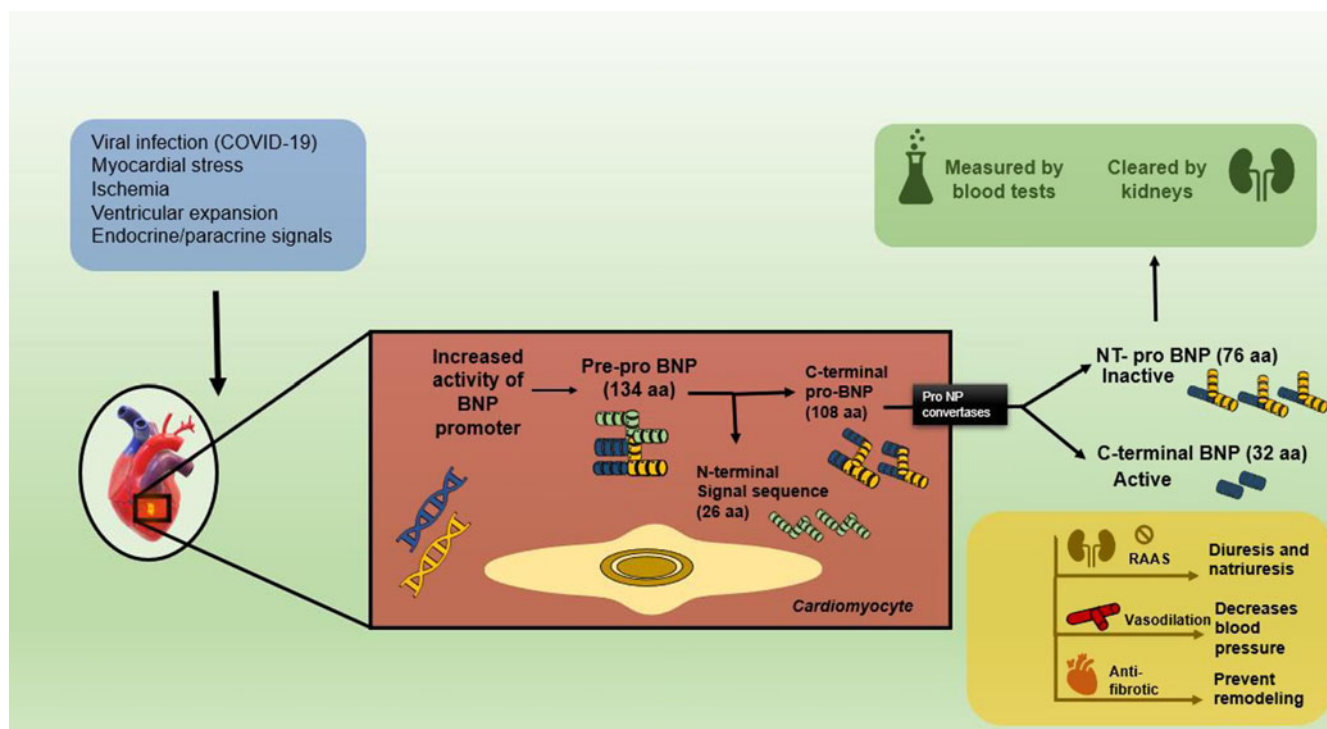 Viral infection (COVID-19)
Myocardial stress
Ischemia
Ventricular expansion
Endocrine/paracrine signals
Measured by
blood tests
Cleared by
kidneys
Increased
activity of
BNP
promoter
Pre-pro BNP
(134 aa)
C-terminal
pro-BNP
(108 aa)
N-terminal
Signal sequence
(26 aa)
Cardiomyocyte
Pro NP
convertases
NT- pro BNP (76 aa)
Inactive
C-terminal BNP (32 aa)
Active
RAAS
Diuresis and
natriuresis
Vasodilation
Decreases
blood
pressure
Anti-
fibrotic
Prevent
remodeling